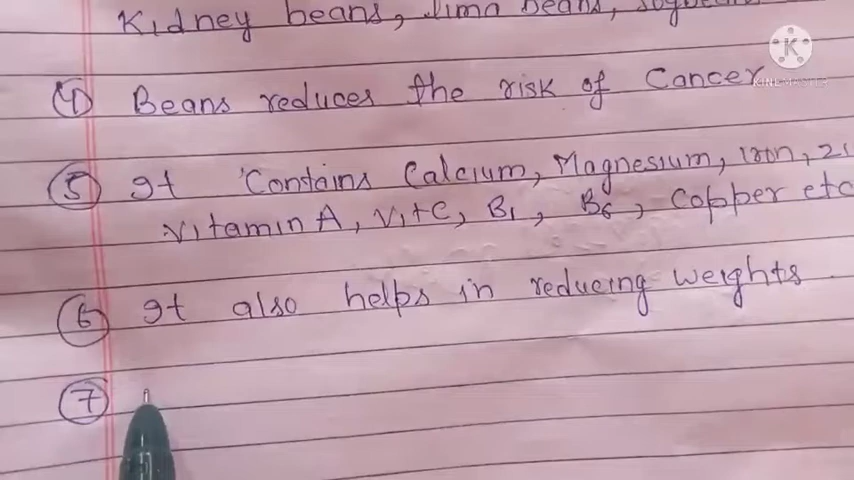 Kidney beans, lima beans,
④ Beans reduces the risk of Cancer
⑤ It Contains Calcium, Magnesium, Iron,
Vitamin A, Vit C, B1, B6, Copper etc
⑥ It also helps in reducing weights
⑦